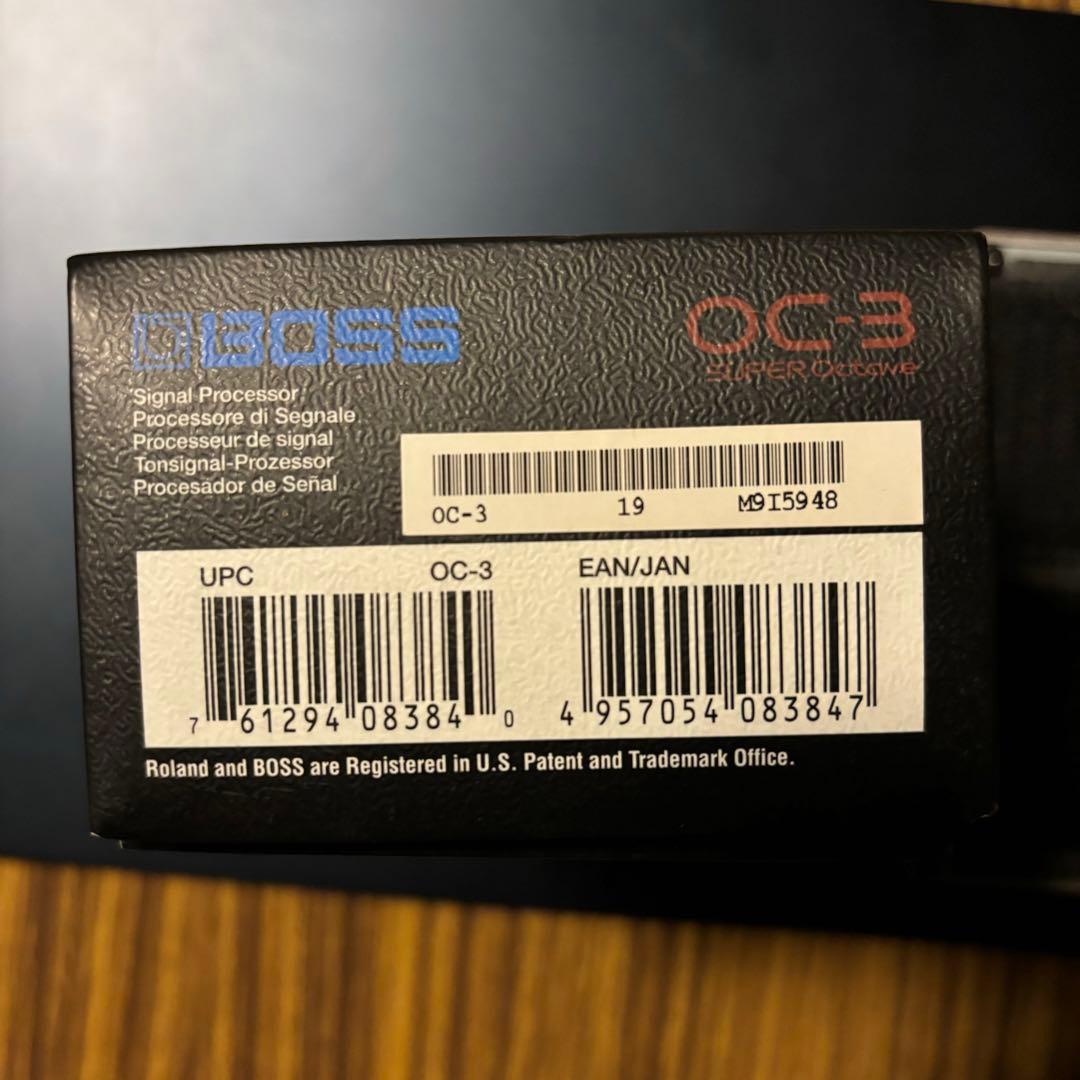 BOSS
OC-3
SUPER Octave
Signal Processor
Processore di Segnale
Processeur de signal
Tonsignal-Prozessor
Procesador de Señal
OC-3 19 M9I5948
UPC OC-3 EAN/JAN
7 61294 08384 0 4 957054 083847
Roland and BOSS are Registered in U.S. Patent and Trademark Office.